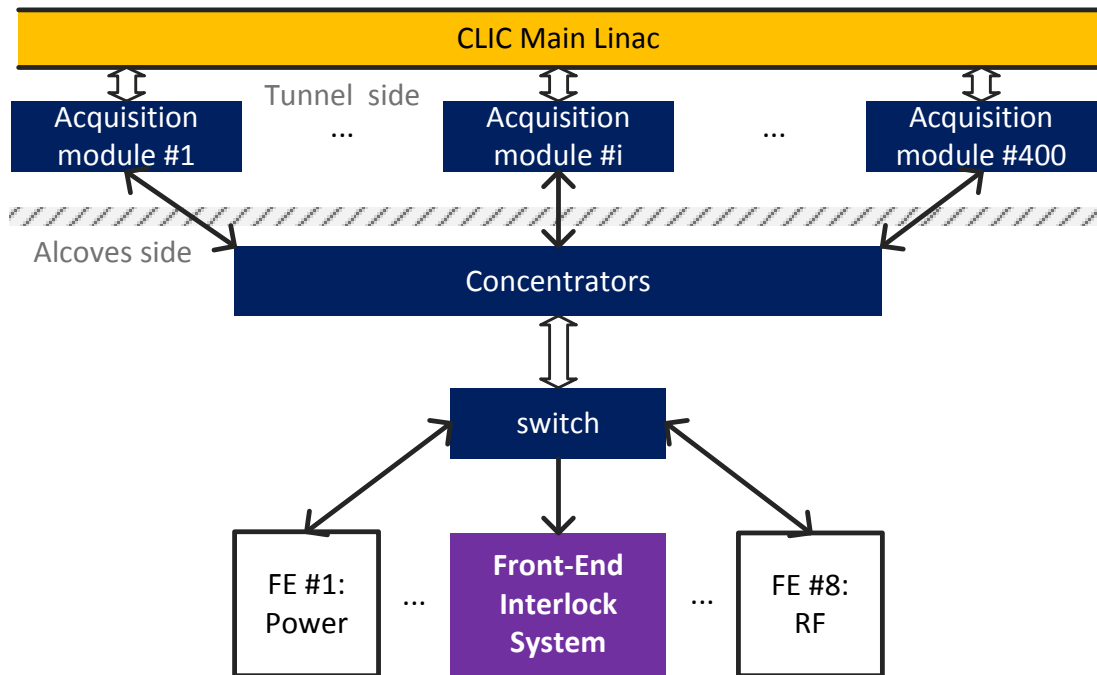 CLIC Main Linac
Tunnel side
Acquisition
module #1
...
Acquisition
module #i
...
Acquisition
module #400
Alcoves side
Concentrators
switch
FE #1:
Power
...
Front-End
Interlock
System
...
FE #8:
RF